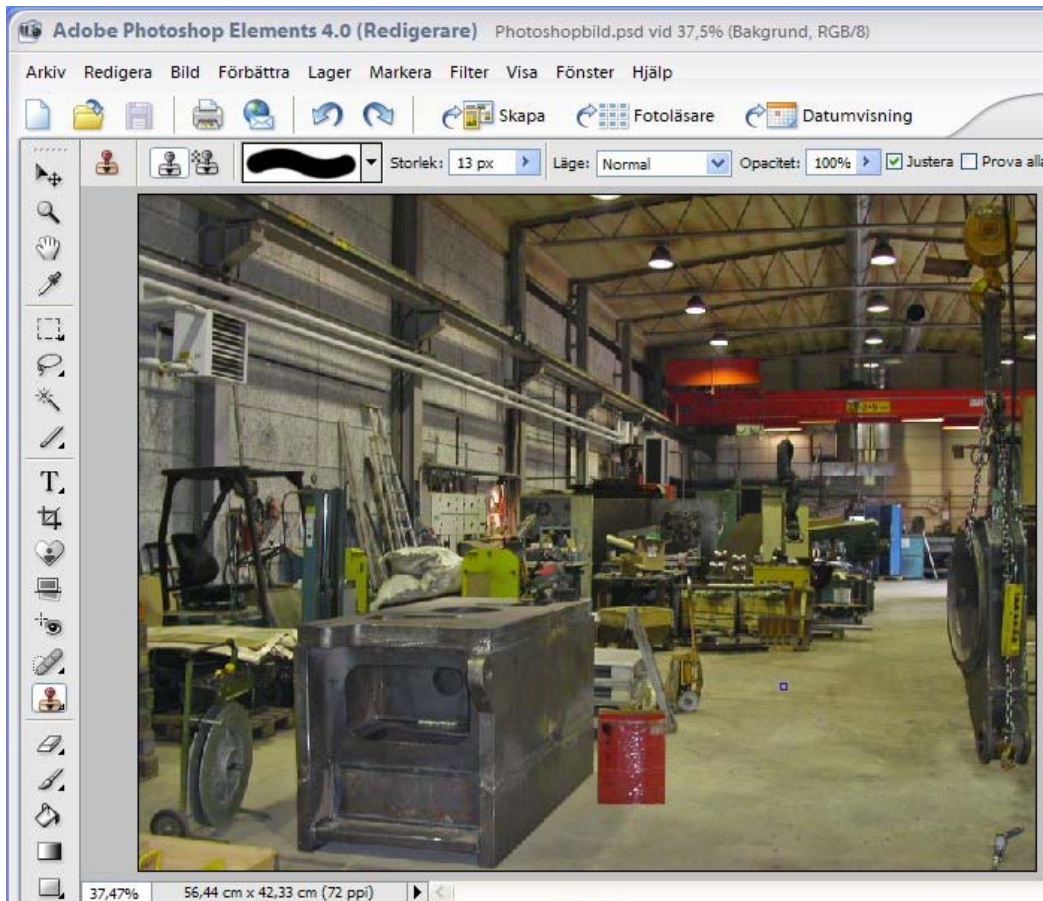 Adobe Photoshop Elements 4.0 (Redigerare) Photoshopbild.psd vid 37,5% (Bakgrund, RGB/8)
Arkiv Redigera Bild Förbättra Lager Markera Filter Visa Fönster Hjälp
Skapa Fotoläsare Datumvisning
Storlek: 13 px Läge: Normal Opacitet: 100% Justera Prova alla
T
37,47% 56,44 cm x 42,33 cm (72 ppi)